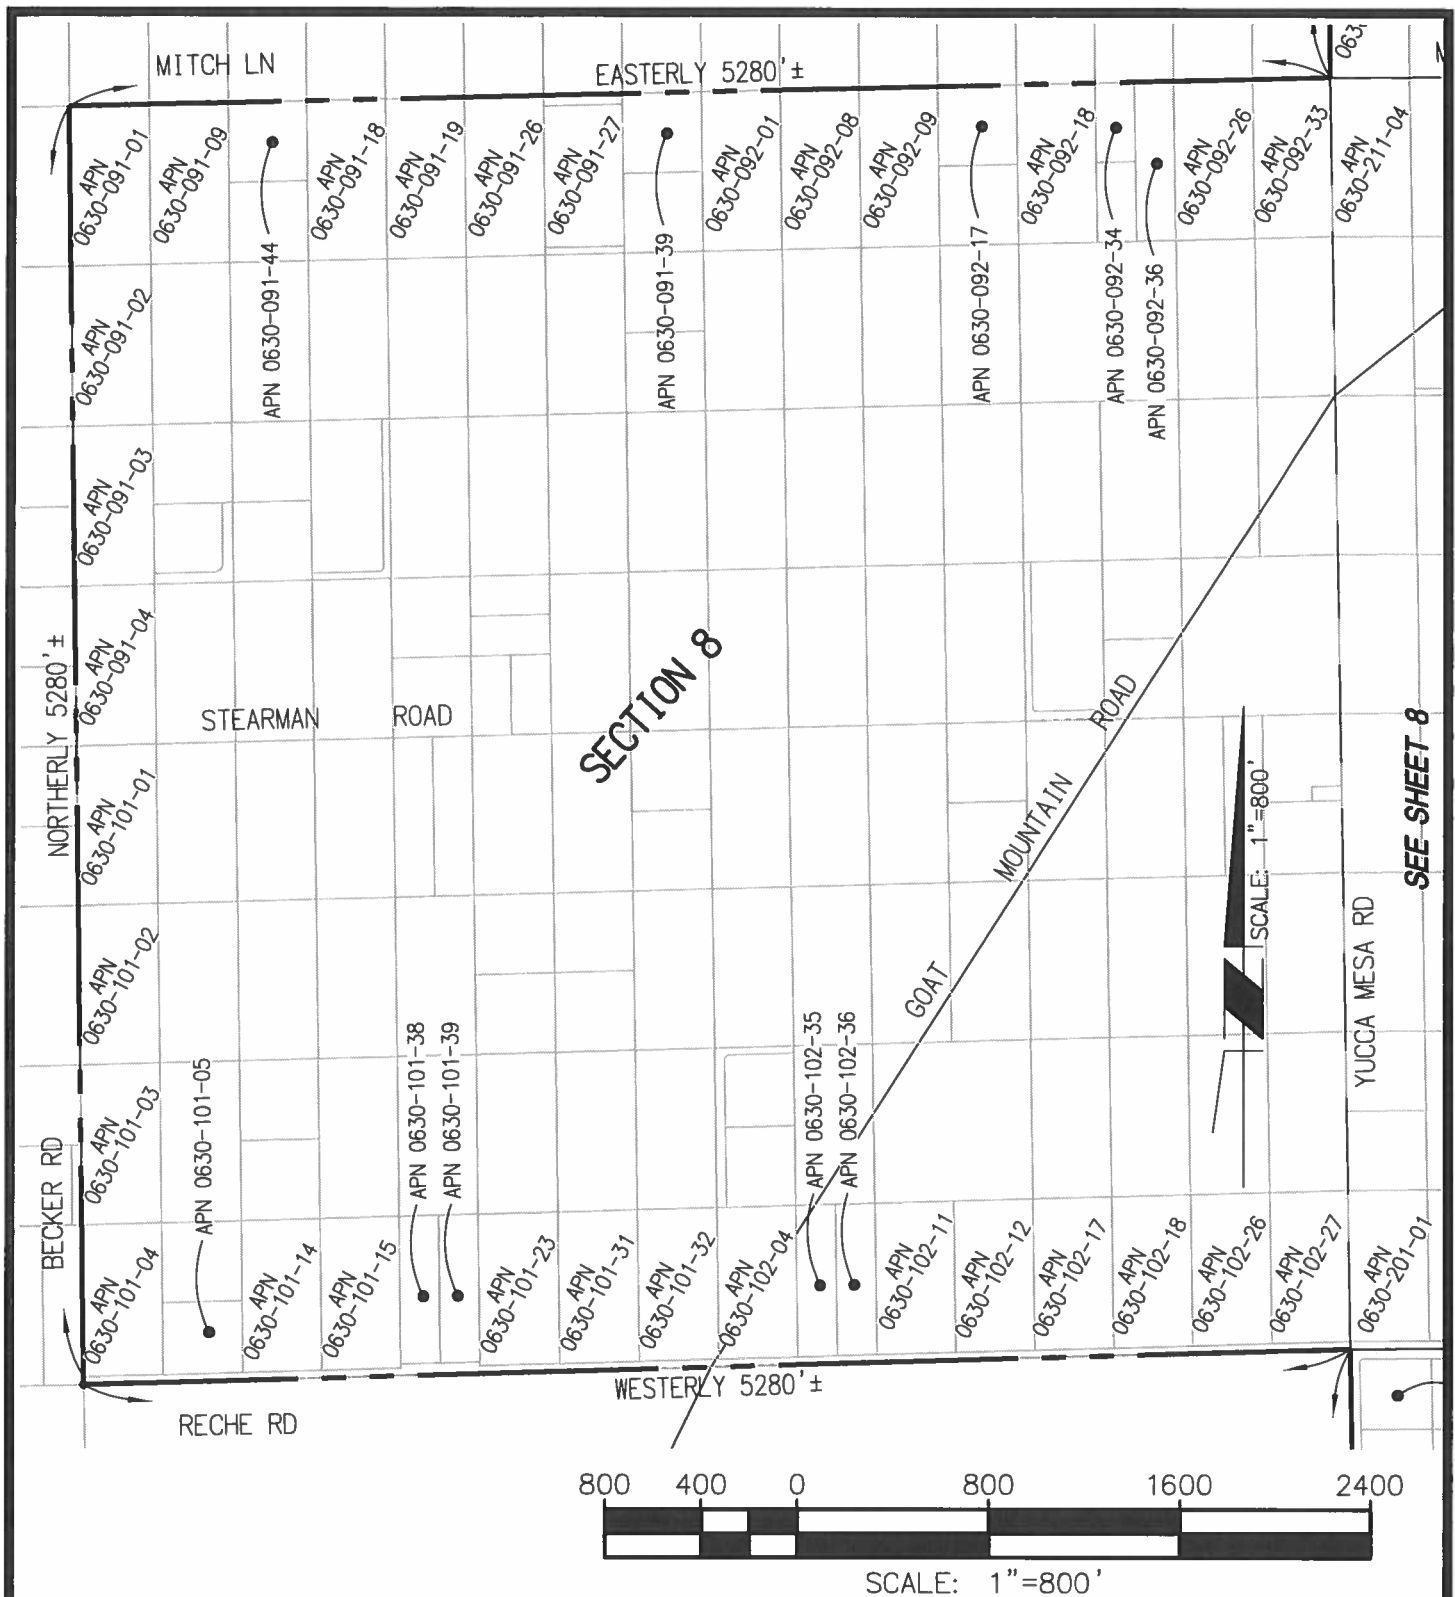 MITCH LN
EASTERLY 5280'±
063
APN
0630-091-01
APN
0630-091-09
APN 0630-091-44
APN
0630-091-18
APN
0630-091-19
APN
0630-091-26
APN
0630-091-27
APN 0630-091-39
APN
0630-092-01
APN
0630-092-08
APN
0630-092-09
APN 0630-092-17
APN
0630-092-18
APN 0630-092-34
APN 0630-092-36
APN
0630-092-26
APN
0630-092-33
APN
0630-211-04
APN
0630-091-02
APN
0630-091-03
APN
0630-091-04
NORTHERLY 5280'±
STEARMAN ROAD
SECTION 8
GOAT MOUNTAIN ROAD
SCALE: 1"=800'
SEE SHEET 8
YUCCA MESA RD
APN
0630-101-01
APN
0630-101-02
APN
0630-101-03
BECKER RD
APN
0630-101-04
APN 0630-101-05
APN
0630-101-14
APN
0630-101-15
APN 0630-101-38
APN 0630-101-39
APN
0630-101-23
APN
0630-101-31
APN
0630-101-32
APN
0630-102-04
APN 0630-102-35
APN 0630-102-36
APN
0630-102-11
APN
0630-102-12
APN
0630-102-17
APN
0630-102-18
APN
0630-102-26
APN
0630-102-27
APN
0630-201-01
WESTERLY 5280'±
RECHE RD
800 400 0 800 1600 2400
SCALE: 1"=800'